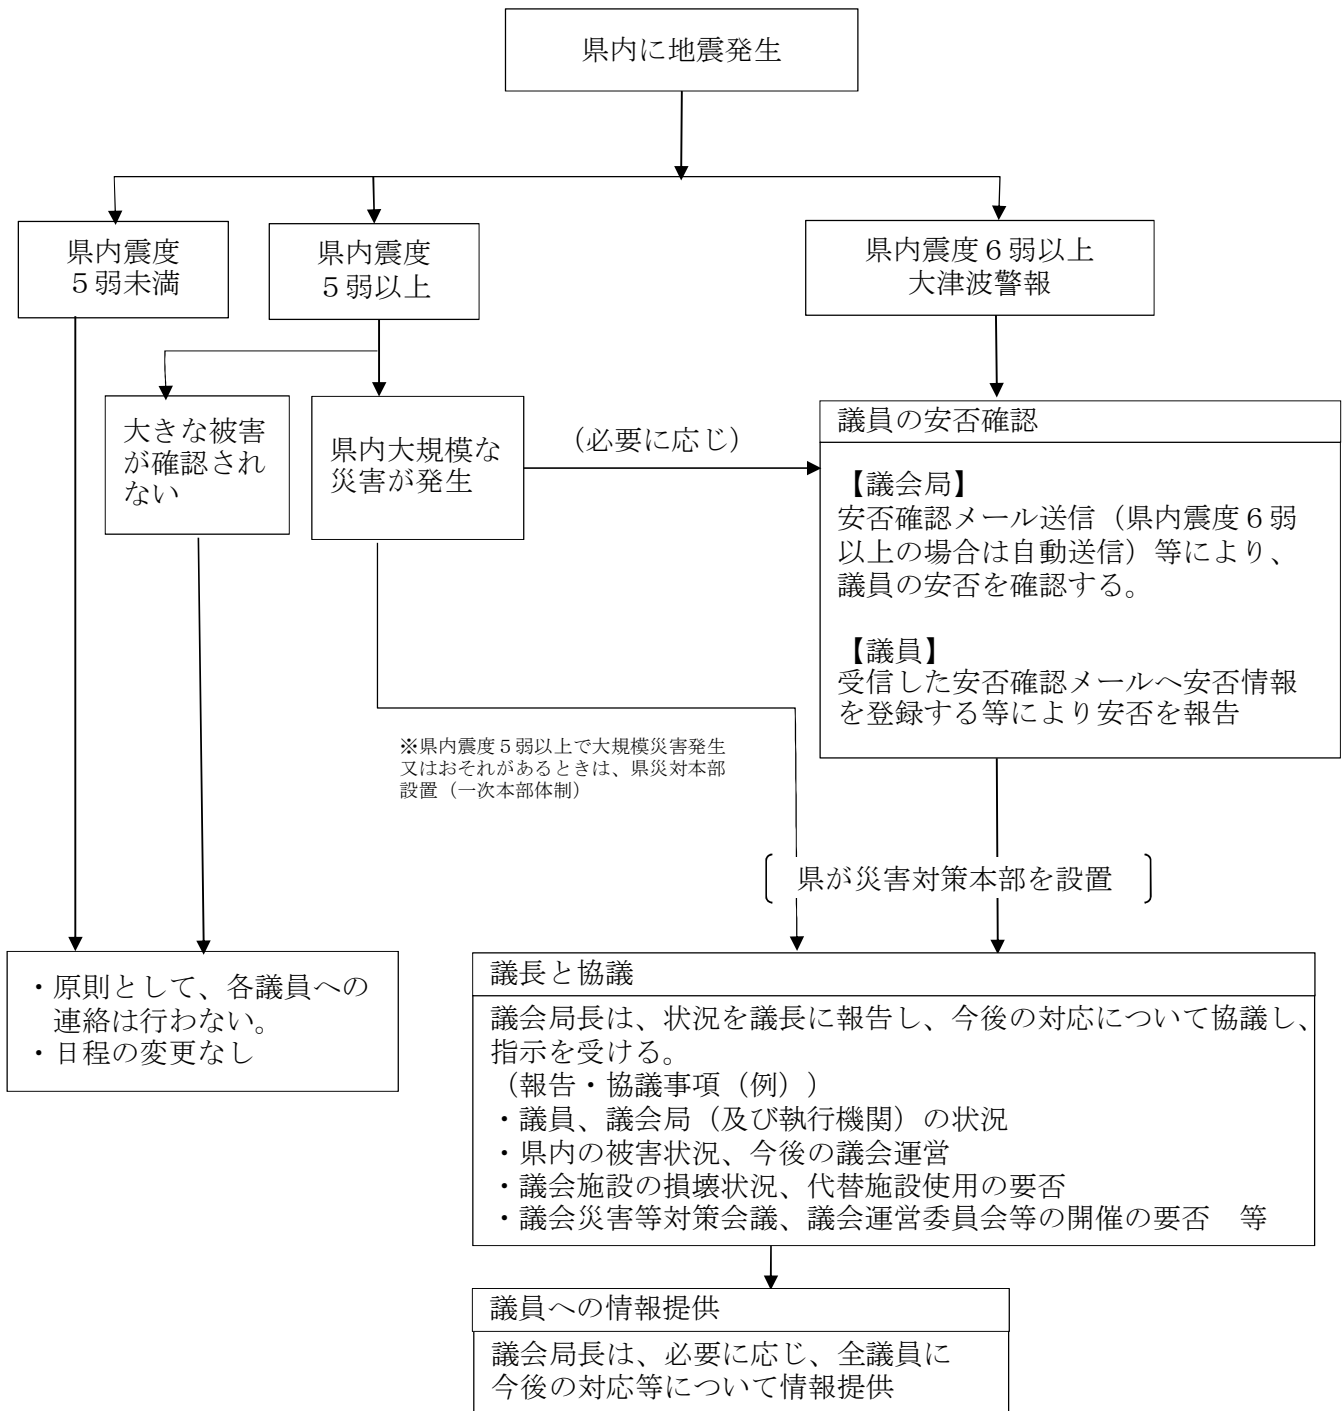 県内に地震発生
県内震度
５弱未満
県内震度
５弱以上
県内震度６弱以上
大津波警報
大きな被害
が確認され
ない
県内大規模な
災害が発生
（必要に応じ）
議員の安否確認
【議会局】
安否確認メール送信（県内震度６弱
以上の場合は自動送信）等により、
議員の安否を確認する。
【議員】
受信した安否確認メールへ安否情報
を登録する等により安否を報告
※県内震度５弱以上で大規模災害発生
又はおそれがあるときは、県災対本部
設置（一次本部体制）
県が災害対策本部を設置
・原則として、各議員への
連絡は行わない。
・日程の変更なし
議長と協議
議会局長は、状況を議長に報告し、今後の対応について協議し、
指示を受ける。
（報告・協議事項（例））
・議員、議会局（及び執行機関）の状況
・県内の被害状況、今後の議会運営
・議会施設の損壊状況、代替施設使用の要否
・議会災害等対策会議、議会運営委員会等の開催の要否　等
議員への情報提供
議会局長は、必要に応じ、全議員に
今後の対応等について情報提供